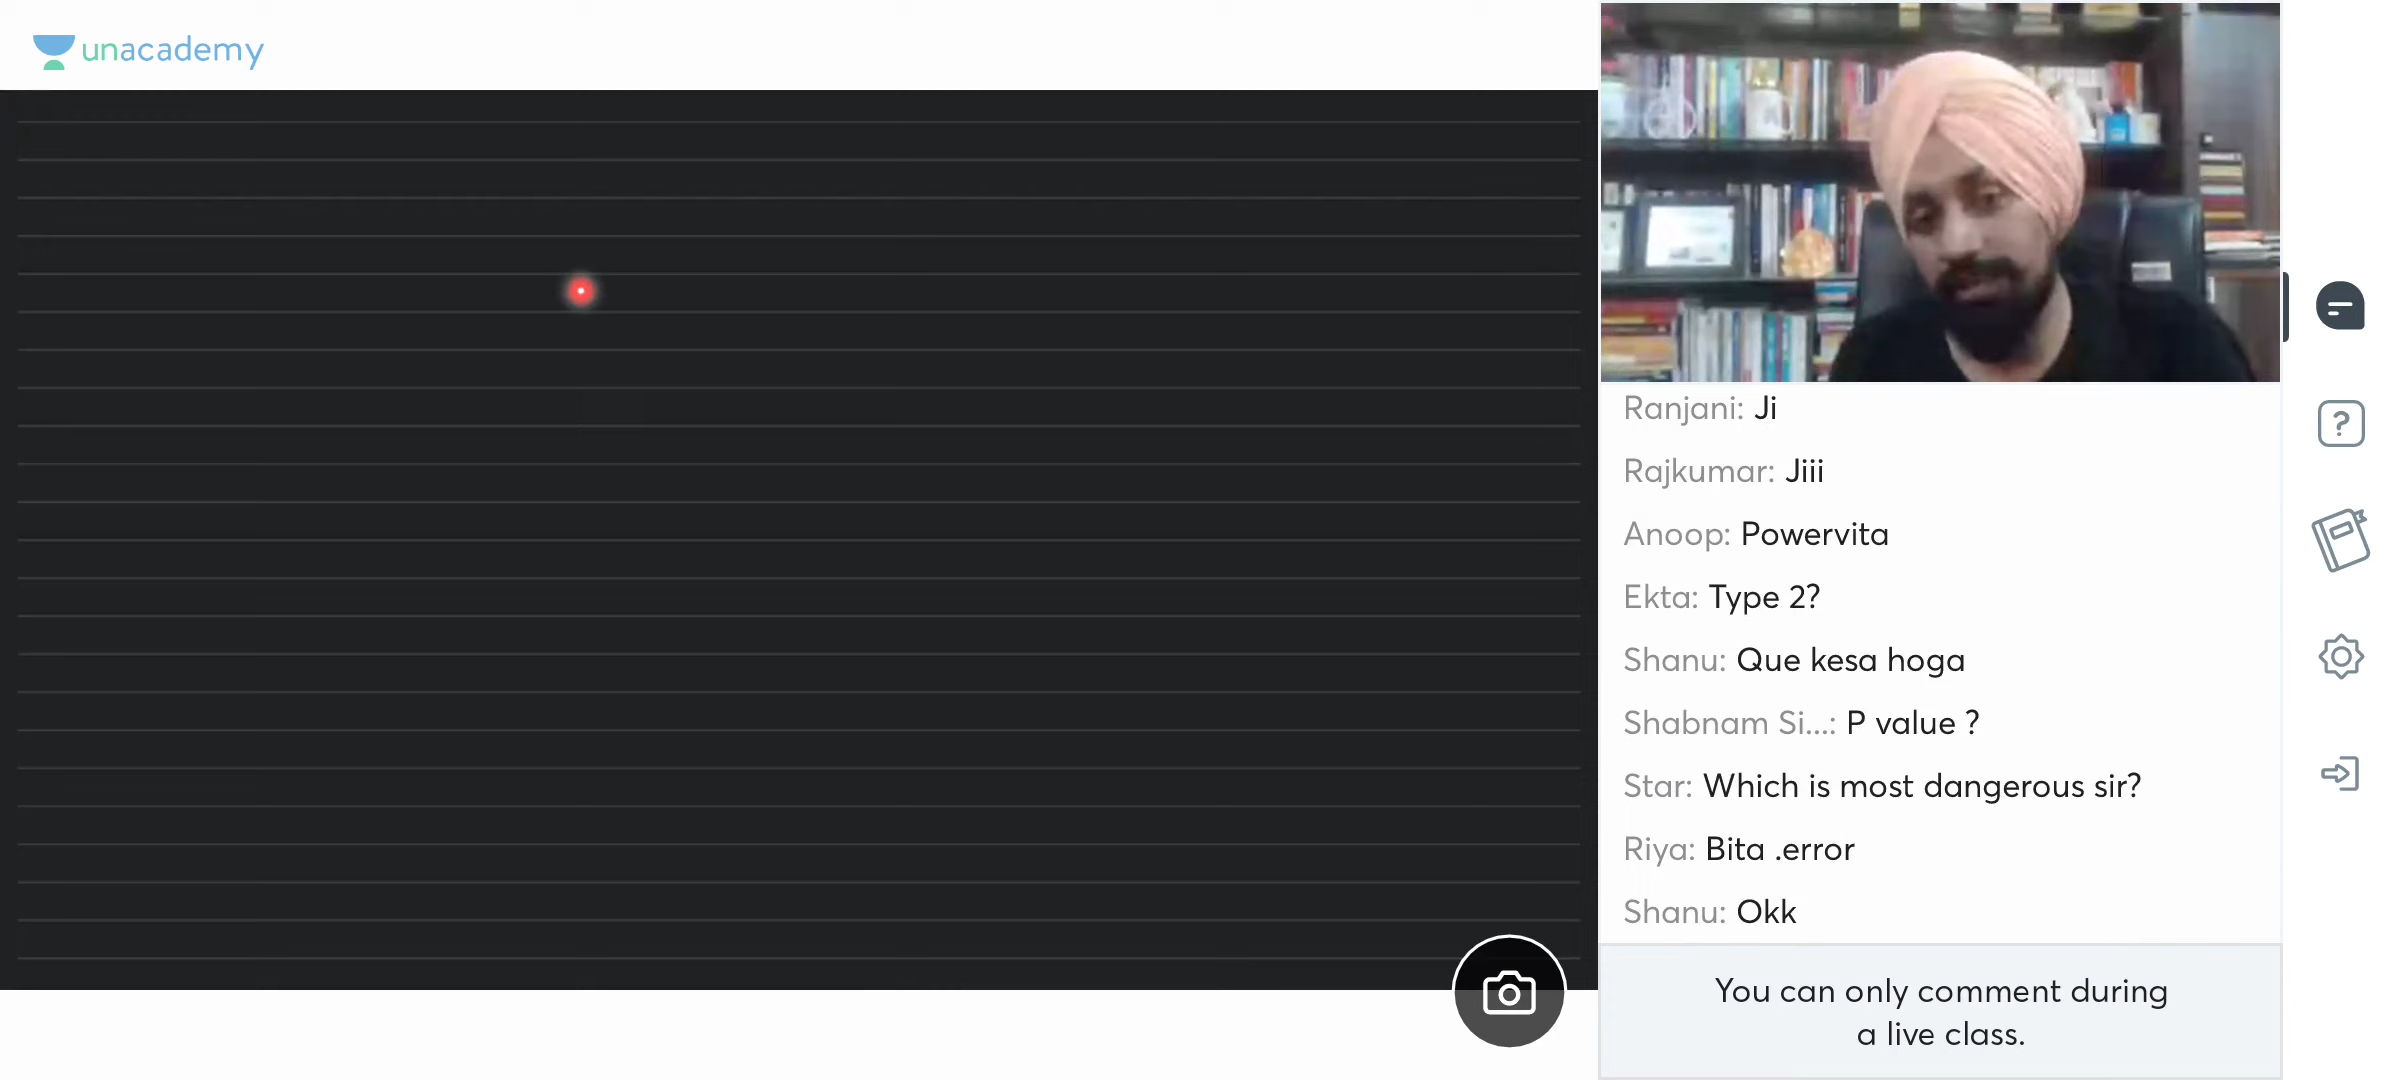 unacademy
Ranjani: Ji
Rajkumar: Jiii
Anoop: Powervita
Ekta: Type 2?
Shanu: Que kesa hoga
Shabnam Si...: P value ?
Star: Which is most dangerous sir?
Riya: Bita .error
Shanu: Okk
You can only comment during
a live class.